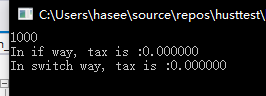 C:\Users\hasee\source\repos\husttest\
1000
In if way, tax is :0.000000
In switch way, tax is :0.000000